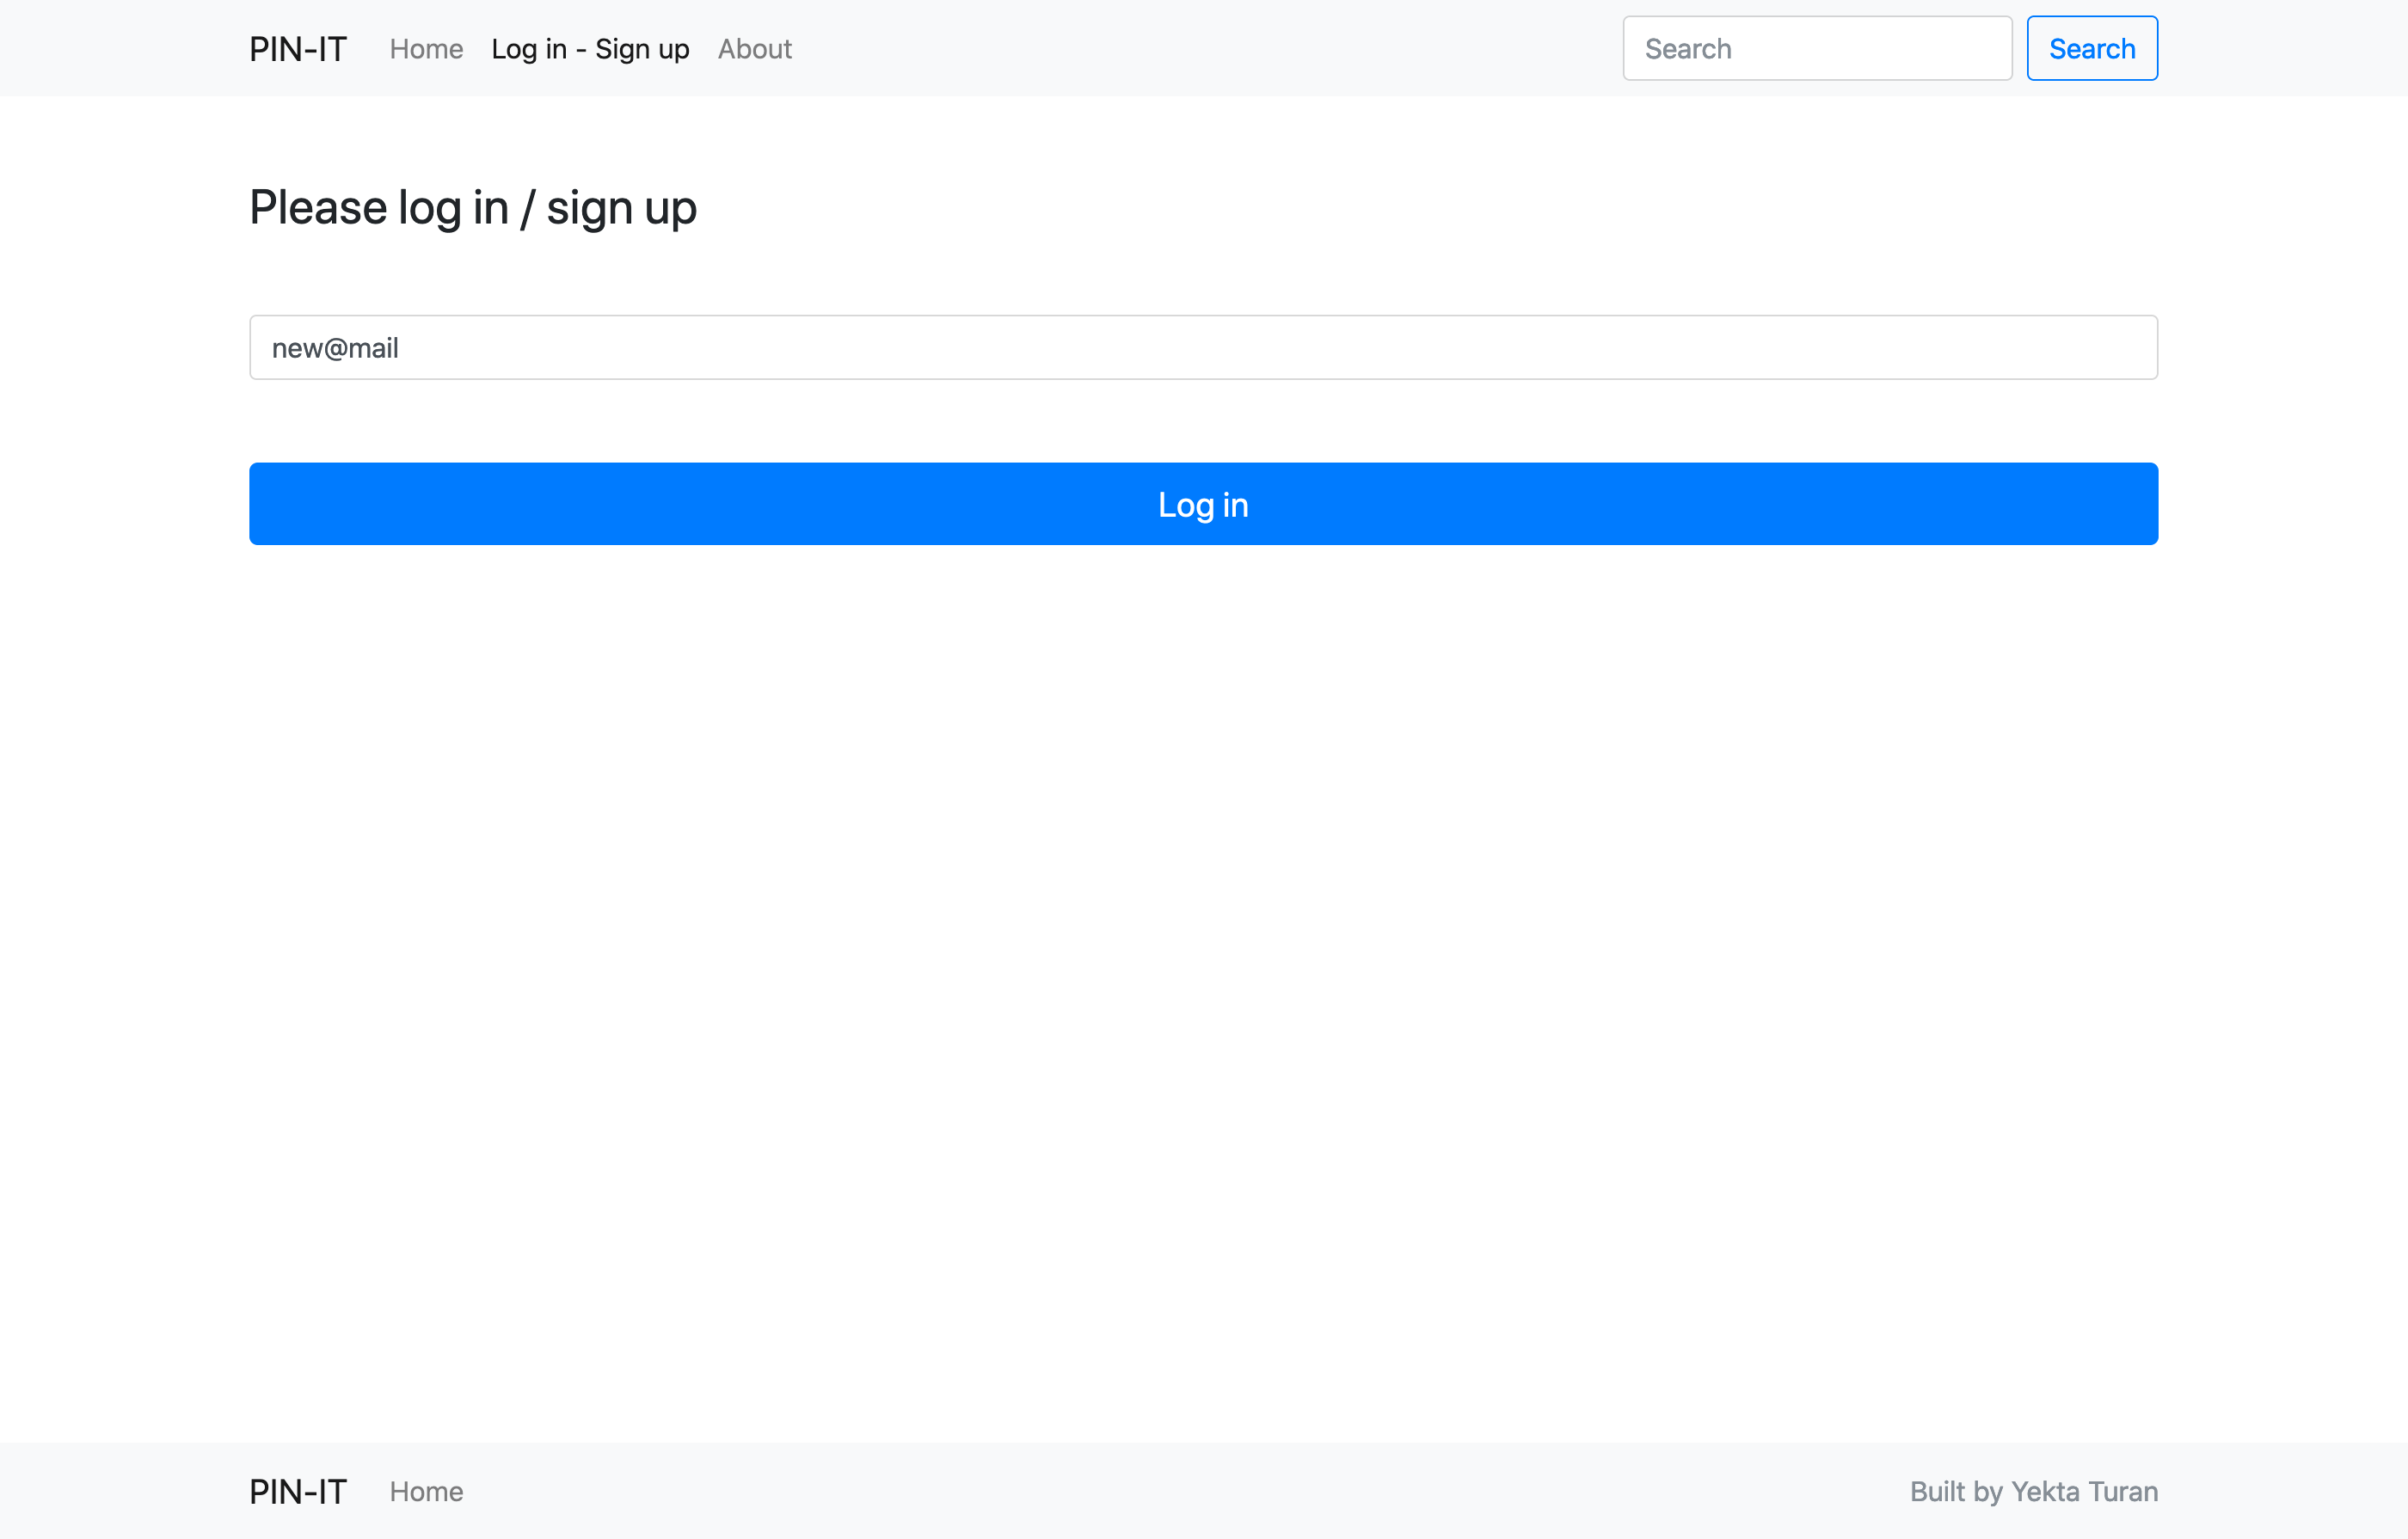 PIN-IT Home Log in - Sign up About Search Search
Please log in / sign up
new@mail
Log in
PIN-IT Home Built by Yekta Turan